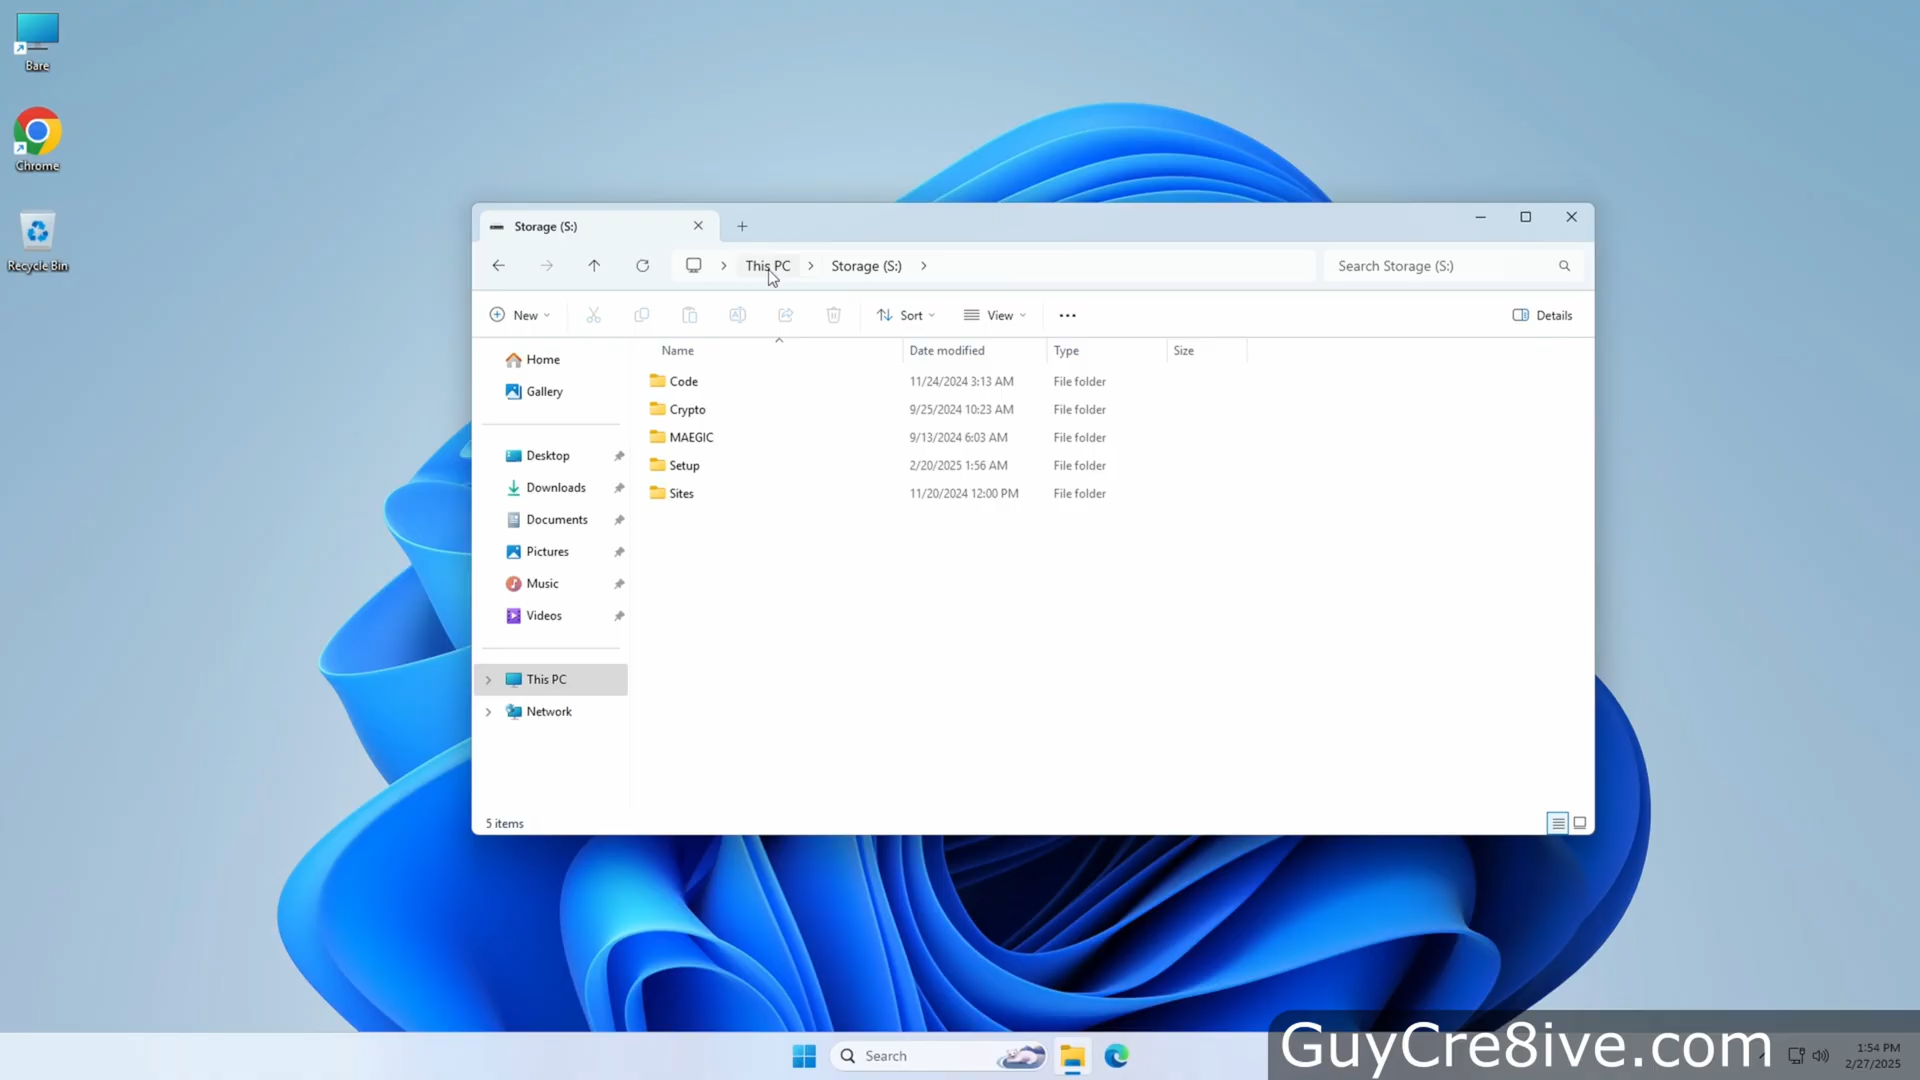 Bare
Chrome
Recycle Bin
Storage (S:)
This PC
Storage (S:)
Search Storage (S:)
New
Sort
View
Details
Name
Date modified
Type
Size
Home
Gallery
Desktop
Downloads
Documents
Pictures
Music
Videos
This PC
Network
Code 11/24/2024 3:13 AM File folder
Crypto 9/25/2024 10:23 AM File folder
MAEGIC 9/13/2024 6:03 AM File folder
Setup 2/20/2025 1:56 AM File folder
Sites 11/20/2024 12:00 PM File folder
5 items
Search
GuyCre8ive.com
1:54 PM
2/27/2025